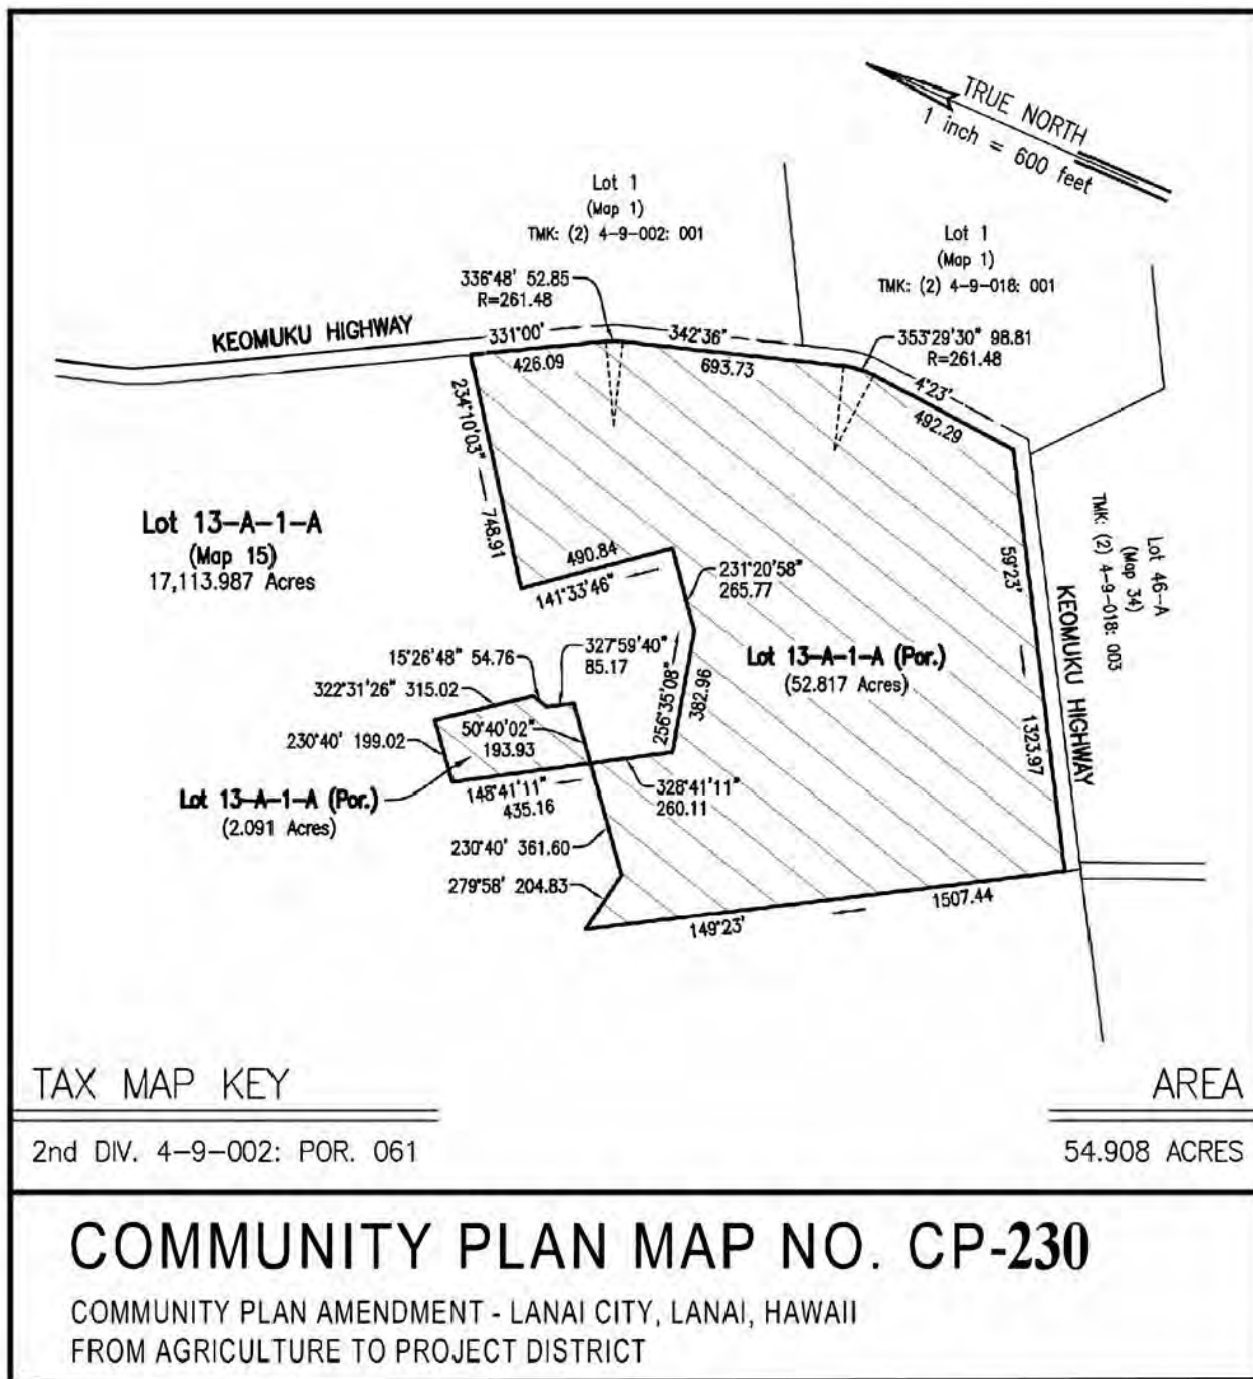 TRUE NORTH
1 inch = 600 feet
Lot 1
(Map 1)
TMK: (2) 4-9-002: 001
Lot 1
(Map 1)
TMK: (2) 4-9-018: 001
336°48' 52.85
R=261.48
KEOMUKU HIGHWAY
331°00'
426.09
342°36"
693.73
353°29'30" 98.81
R=261.48
4°23'
492.29
234°10'03"
748.91
Lot 13-A-1-A
(Map 15)
17,113.987 Acres
490.84
141°33'46"
231°20'58"
265.77
59°23'
1323.97
KEOMUKU HIGHWAY
Lot 46-A
(Map 34)
TMK: (2) 4-9-018: 003
327°59'40"
85.17
15°26'48" 54.76
322°31'26" 315.02
Lot 13-A-1-A (Por.)
(52.817 Acres)
256°35'08"
382.96
50°40'02"
193.93
230°40' 199.02
Lot 13-A-1-A (Por.)
(2.091 Acres)
148°41'11"
435.16
328°41'11"
260.11
230°40' 361.60
279°58' 204.83
149°23'
1507.44
TAX MAP KEY
AREA
2nd DIV. 4-9-002: POR. 061
54.908 ACRES
COMMUNITY PLAN MAP NO. CP-230
COMMUNITY PLAN AMENDMENT - LANAI CITY, LANAI, HAWAII
FROM AGRICULTURE TO PROJECT DISTRICT